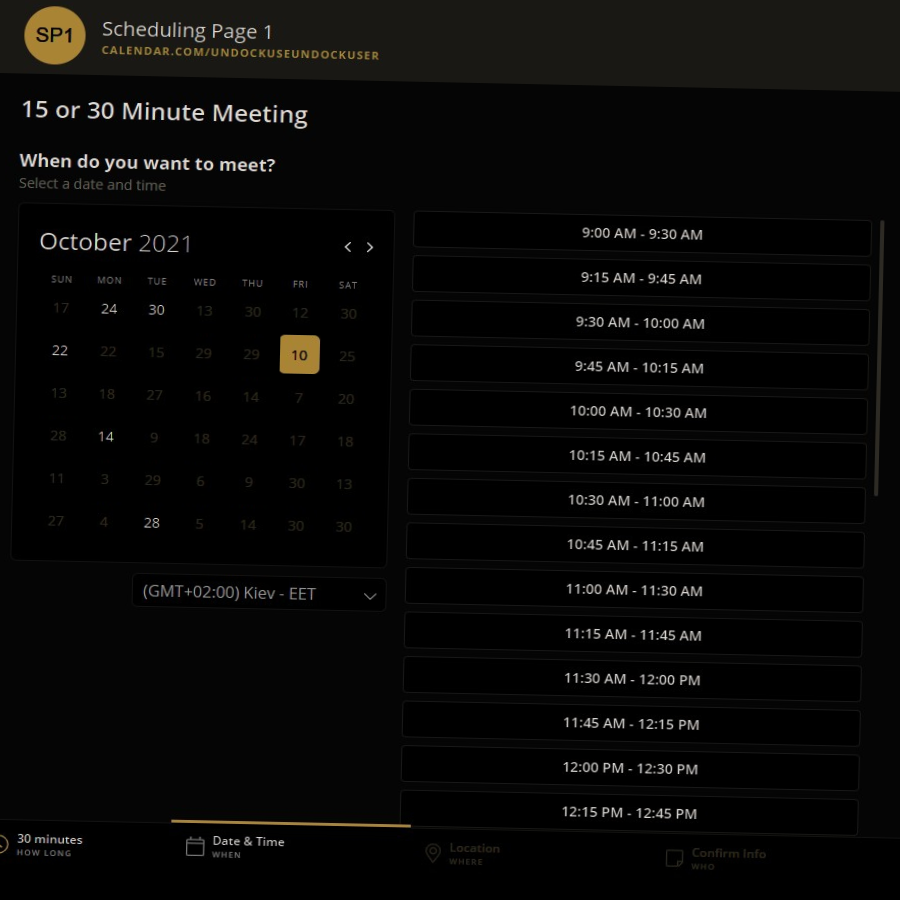 SP1
Scheduling Page 1
CALENDAR.COM/UNDOCKUSEUNDOCKUSER
15 or 30 Minute Meeting
When do you want to meet?
Select a date and time
October 2021
SUN MON TUE WED THU FRI SAT
17 24 30 13 30 12 30
22 22 15 29 29 10 25
13 18 27 16 14 7 20
28 14 9 18 24 17 18
11 3 29 6 9 30 13
27 4 28 5 14 30 30
(GMT+02:00) Kiev - EET
9:00 AM - 9:30 AM
9:15 AM - 9:45 AM
9:30 AM - 10:00 AM
9:45 AM - 10:15 AM
10:00 AM - 10:30 AM
10:15 AM - 10:45 AM
10:30 AM - 11:00 AM
10:45 AM - 11:15 AM
11:00 AM - 11:30 AM
11:15 AM - 11:45 AM
11:30 AM - 12:00 PM
11:45 AM - 12:15 PM
12:00 PM - 12:30 PM
12:15 PM - 12:45 PM
30 minutes
HOW LONG
Date & Time
WHEN
Location
WHERE
Confirm Info
WHO